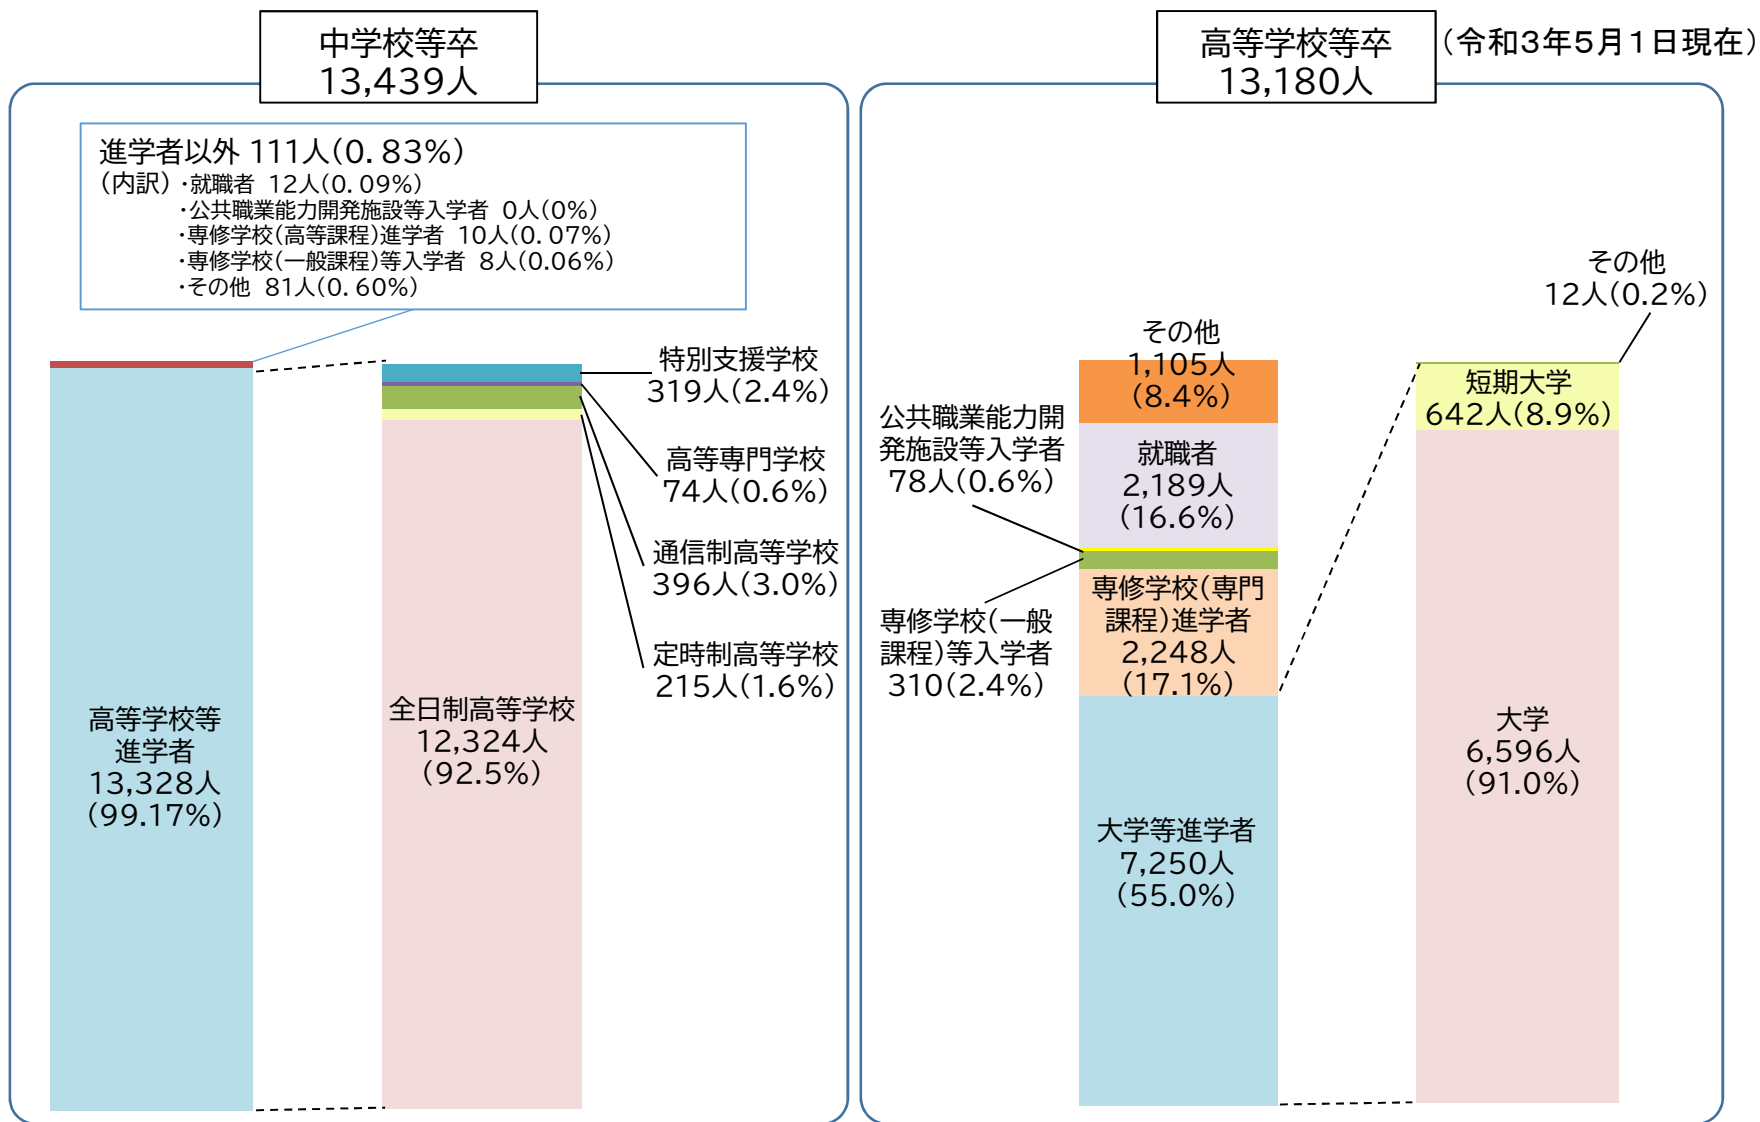 中学校等卒
13,439人
進学者以外 111人(0.83%)
(内訳)・就職者 12人(0.09%)
・公共職業能力開発施設等入学者 0人(0%)
・専修学校(高等課程)進学者 10人(0.07%)
・専修学校(一般課程)等入学者 8人(0.06%)
・その他 81人(0.60%)
高等学校等
進学者
13,328人
(99.17%)
特別支援学校
319人(2.4%)
高等専門学校
74人(0.6%)
通信制高等学校
396人(3.0%)
定時制高等学校
215人(1.6%)
全日制高等学校
12,324人
(92.5%)
高等学校等卒
13,180人
(令和3年5月1日現在)
その他
1,105人
(8.4%)
就職者
2,189人
(16.6%)
公共職業能力開
発施設等入学者
78人(0.6%)
専修学校(一般
課程)等入学者
310(2.4%)
専修学校(専門
課程)進学者
2,248人
(17.1%)
大学等進学者
7,250人
(55.0%)
その他
12人(0.2%)
短期大学
642人(8.9%)
大学
6,596人
(91.0%)